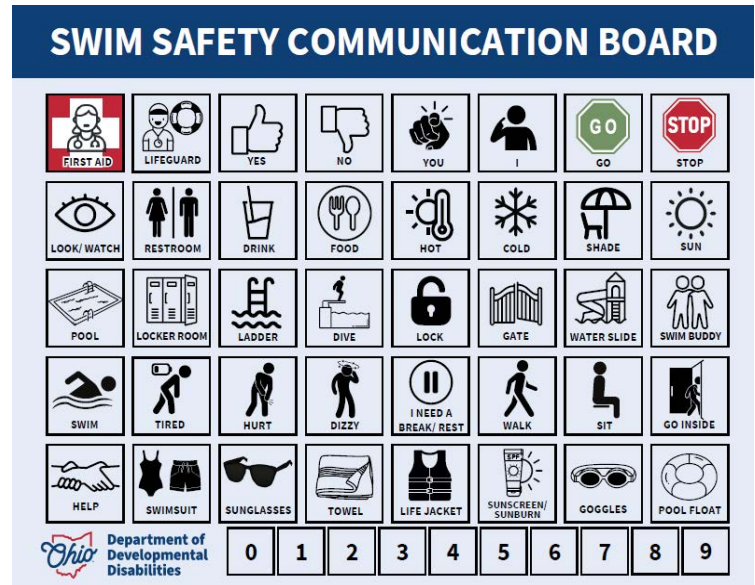 SWIM SAFETY COMMUNICATION BOARD
FIRST AID
LIFEGUARD
YES
NO
YOU
I
GO
GO
STOP
STOP
LOOK/ WATCH
RESTROOM
DRINK
FOOD
HOT
COLD
SHADE
SUN
POOL
LOCKER ROOM
LADDER
DIVE
LOCK
GATE
WATER SLIDE
SWIM BUDDY
SWIM
TIRED
HURT
DIZZY
I NEED A
BREAK/ REST
WALK
SIT
GO INSIDE
HELP
SWIMSUIT
SUNGLASSES
TOWEL
LIFE JACKET
SPF
SUNSCREEN/
SUNBURN
GOGGLES
POOL FLOAT
Ohio
Department of
Developmental
Disabilities
0 1 2 3 4 5 6 7 8 9